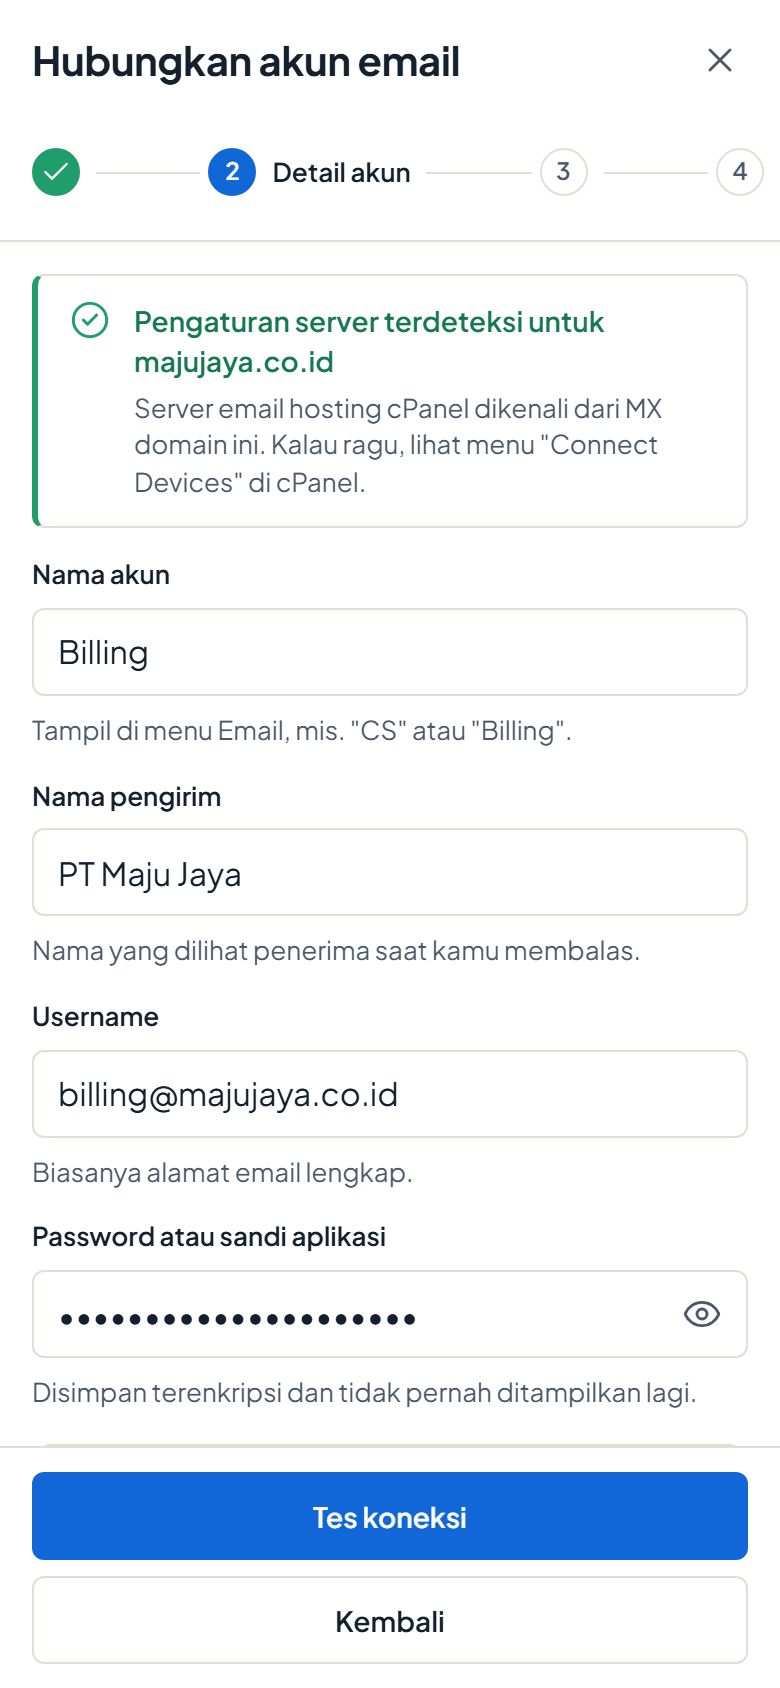 Hubungkan akun email
2 Detail akun 3 4
Pengaturan server terdeteksi untuk
majujaya.co.id
Server email hosting cPanel dikenali dari MX
domain ini. Kalau ragu, lihat menu "Connect
Devices" di cPanel.
Nama akun
Billing
Tampil di menu Email, mis. "CS" atau "Billing".
Nama pengirim
PT Maju Jaya
Nama yang dilihat penerima saat kamu membalas.
Username
billing@majujaya.co.id
Biasanya alamat email lengkap.
Password atau sandi aplikasi
•••••••••••••••••••••
Disimpan terenkripsi dan tidak pernah ditampilkan lagi.
Tes koneksi
Kembali